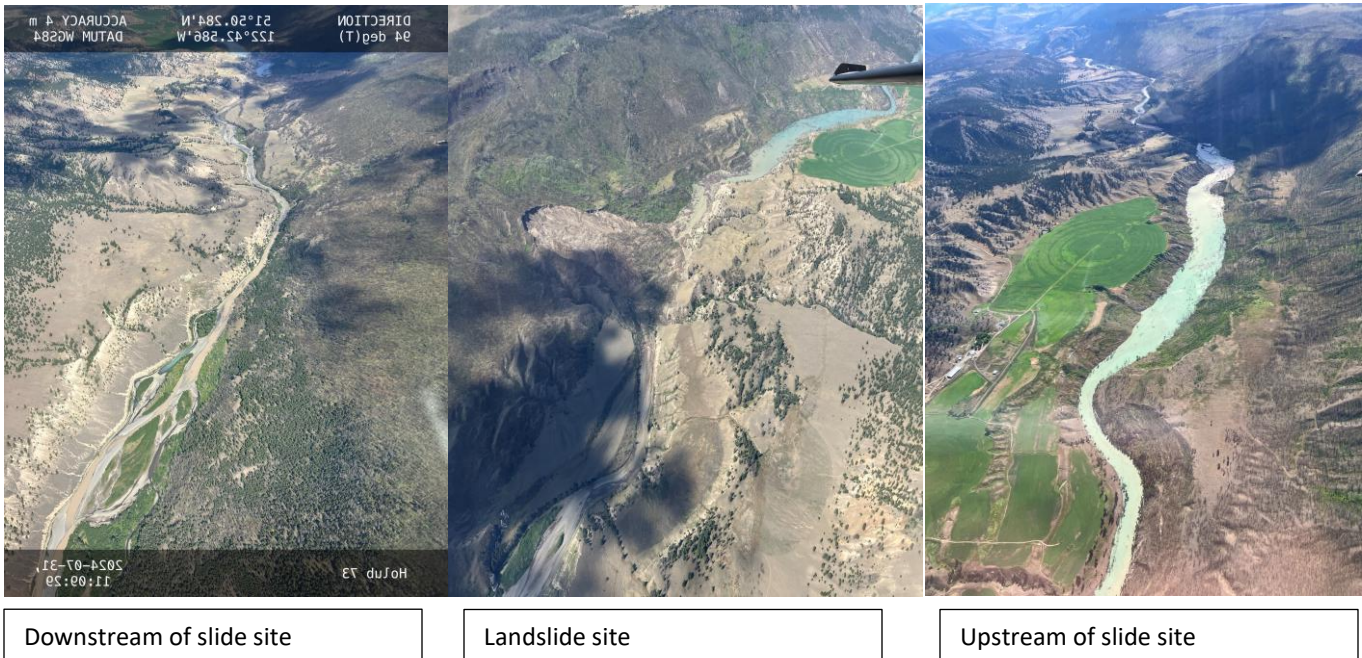 DIRECTION 51°50.284'N ACCURACY 4 m
94 deg(T) 122°42.586'W DATUM WGS84
2024-07-31,
Holub 73 11:09:29
Downstream of slide site
Landslide site
Upstream of slide site